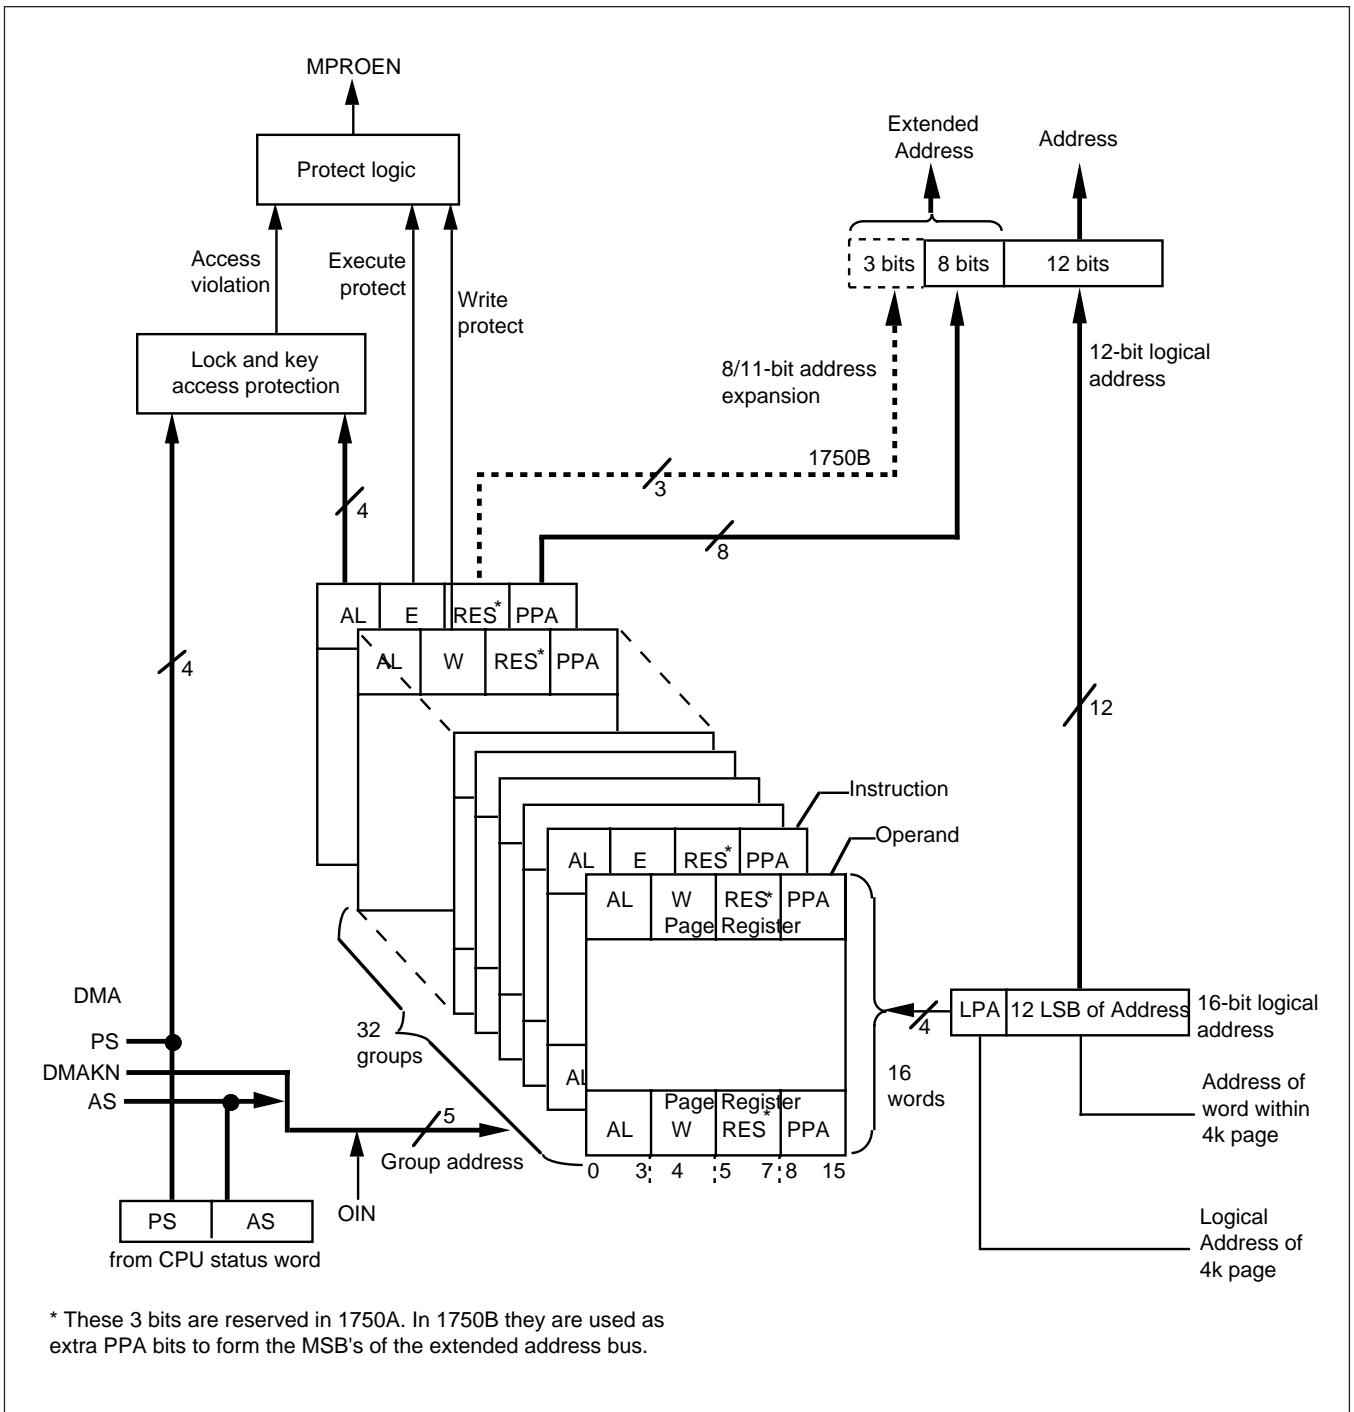 MPROEN
Protect logic
Extended
Address
Address
3 bits
8 bits
12 bits
Access
violation
Execute
protect
Write
protect
Lock and key
access protection
8/11-bit address
expansion
12-bit logical
address
1750B
3
4
8
4
12
AL
E
RES*
PPA
AL
W
RES*
PPA
Instruction
Operand
AL
E
RES*
PPA
AL
W
RES*
PPA
Page Register
DMA
PS
DMAKN
AS
32
groups
4
LPA
12 LSB of Address
16-bit logical
address
16
words
Address of
word within
4k page
AL
Page Register
AL
W
RES*
PPA
5
Group address
0
3
4
5
7
8
15
OIN
PS
AS
from CPU status word
Logical
Address of
4k page
* These 3 bits are reserved in 1750A. In 1750B they are used as
extra PPA bits to form the MSB's of the extended address bus.